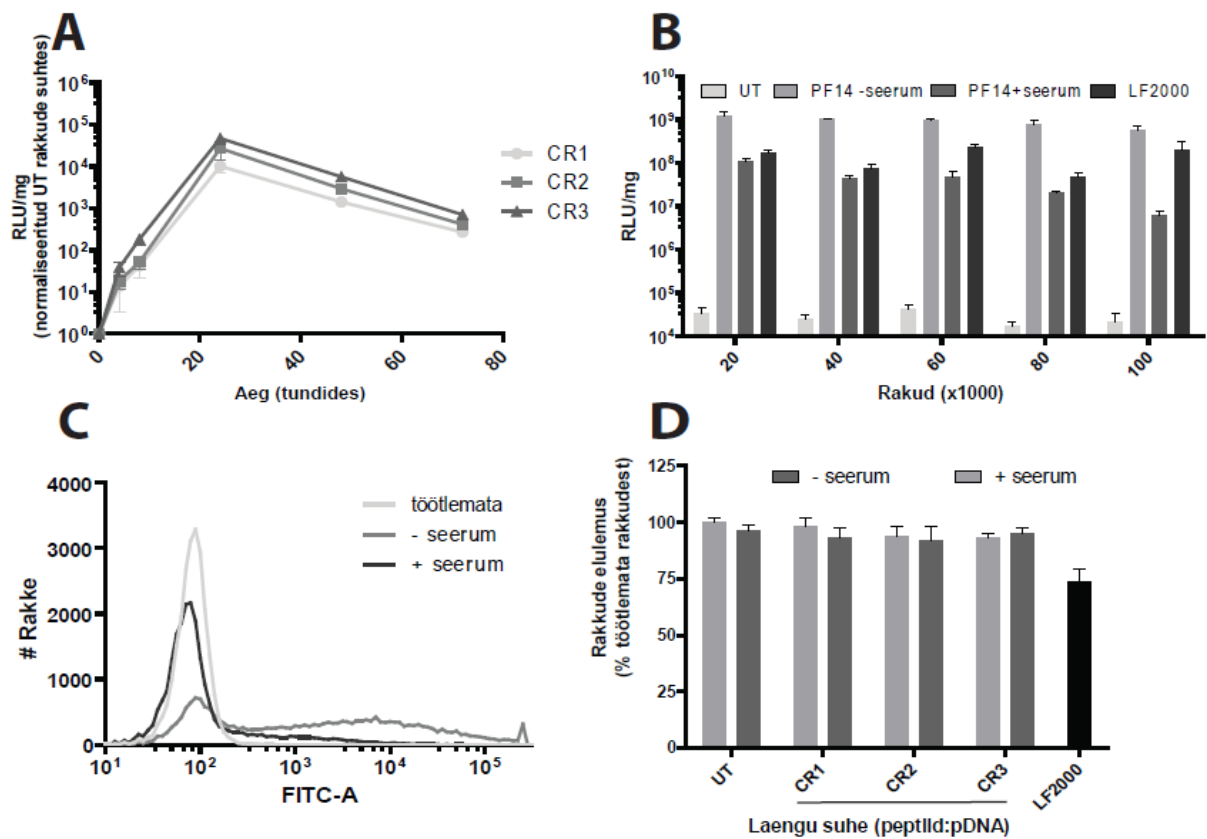 A
RLU/mg
(normaliseeritud UT rakkude suhtes)
10⁶
10⁵
10⁴
10³
10²
10¹
10⁰
0
20
40
60
80
Aeg (tundides)
CR1
CR2
CR3
B
RLU/mg
10¹⁰
10⁹
10⁸
10⁷
10⁶
10⁵
10⁴
UT
PF14 -seerum
PF14+seerum
LF2000
20
40
60
80
100
Rakud (x1000)
C
# Rakke
4000
3000
2000
1000
0
töötlemata
- seerum
+ seerum
10¹
10²
10³
10⁴
10⁵
FITC-A
D
Rakkude elulemus
(% töötlemata rakkudest)
125
100
75
50
25
0
- seerum
+ seerum
UT
CR1
CR2
CR3
LF2000
Laengu suhe (peptIId:pDNA)